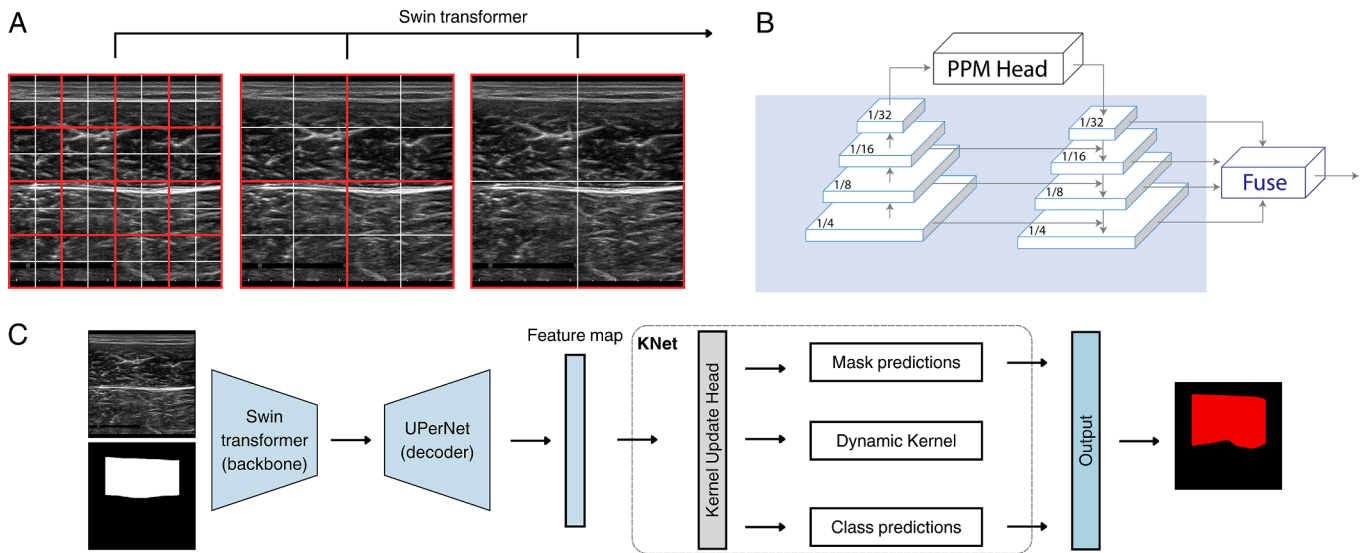 A
Swin transformer
B
PPM Head
1/32
1/16
1/8
1/4
1/32
1/16
1/8
1/4
Fuse
C
Swin
transformer
(backbone)
UPerNet
(decoder)
Feature map
KNet
Kernel Update Head
Mask predictions
Dynamic Kernel
Class predictions
Output